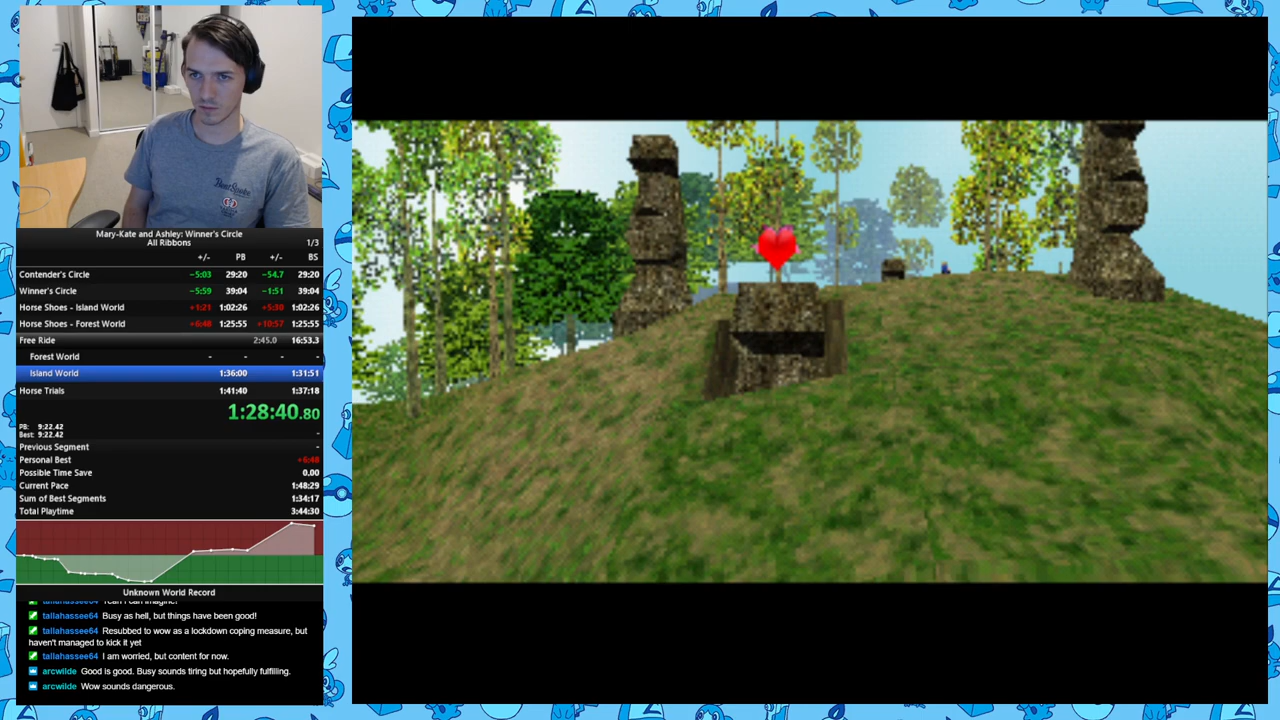 Mary-Kate and Ashley: Winner's Circle
All Ribbons 1/3
+/- PB +/- BS
Contender's Circle −5:03 29:20 −54.7 29:20
Winner's Circle −5:59 39:04 −1:51 39:04
Horse Shoes - Island World +1:21 1:02:26 +5:30 1:02:26
Horse Shoes - Forest World +6:48 1:25:55 +10:57 1:25:55
Free Ride 2:45.0 16:53.3
Forest World - - - -
Island World 1:36:00 1:31:51
Horse Trials 1:41:40 1:37:18
1:28:40.80
PB: 9:22.42
Best: 9:22.42 -
Previous Segment -
Personal Best +6:48
Possible Time Save 0.00
Current Pace 1:48:29
Sum of Best Segments 1:34:17
Total Playtime 3:44:30
Unknown World Record
tallahassee64 Yeah I can imagine!
tallahassee64 Busy as hell, but things have been good!
tallahassee64 Resubbed to wow as a lockdown coping measure, but
haven't managed to kick it yet
tallahassee64 I am worried, but content for now.
arcwilde Good is good. Busy sounds tiring but hopefully fulfilling.
arcwilde Wow sounds dangerous.